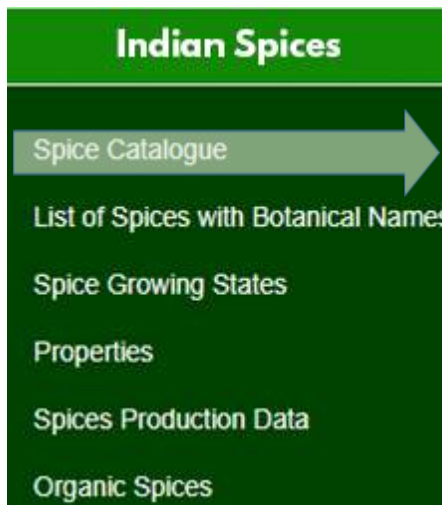 Indian Spices
Spice Catalogue
List of Spices with Botanical Names
Spice Growing States
Properties
Spices Production Data
Organic Spices